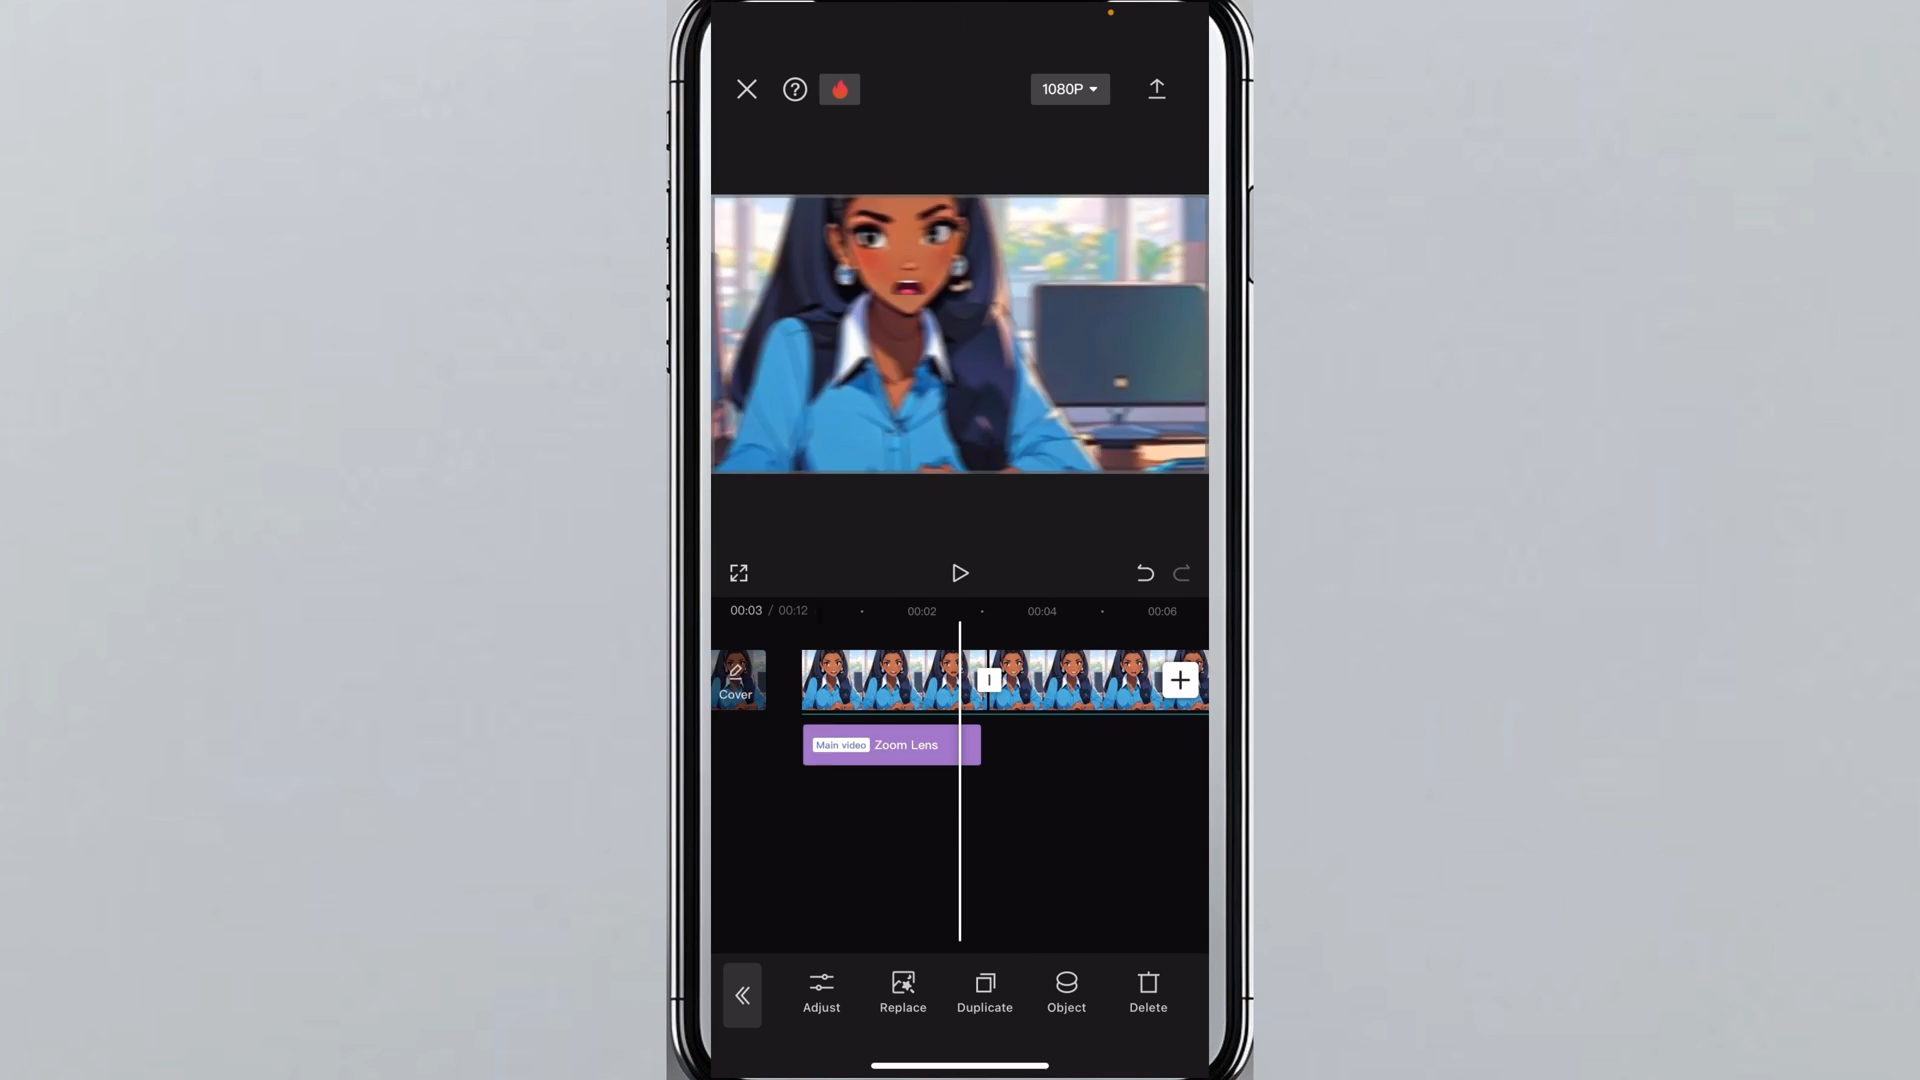 1080P
00:03 / 00:12
00:02
00:04
00:06
Cover
Main video Zoom Lens
Adjust
Replace
Duplicate
Object
Delete